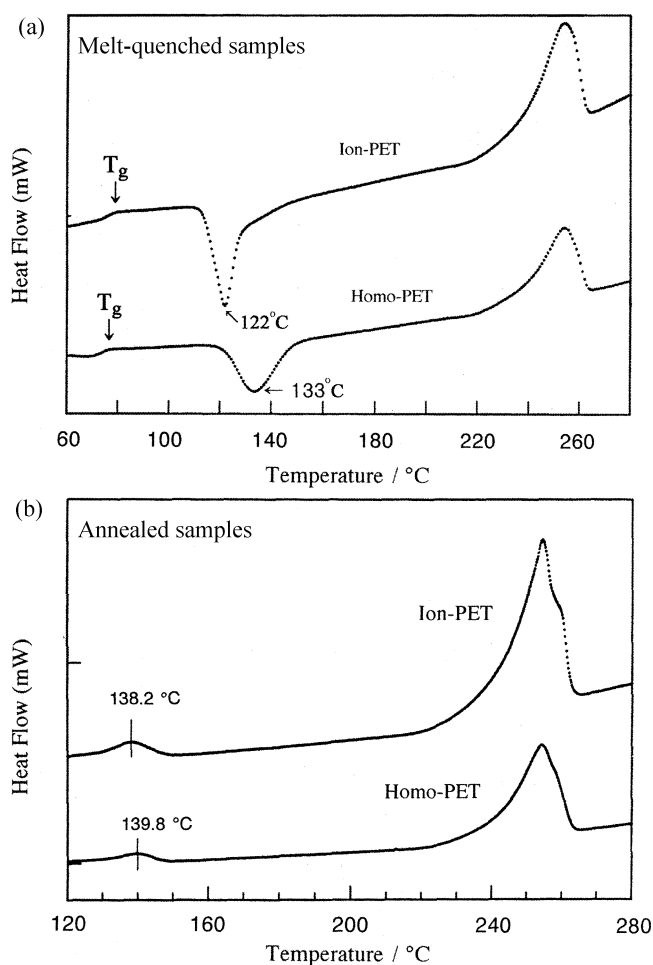 (a)
Melt-quenched samples
Heat Flow (mW)
Ion-PET
Tg
Homo-PET
Tg
122°C
133°C
60 100 140 180 220 260
Temperature / °C
(b)
Annealed samples
Heat Flow (mW)
Ion-PET
138.2 °C
Homo-PET
139.8 °C
120 160 200 240 280
Temperature / °C